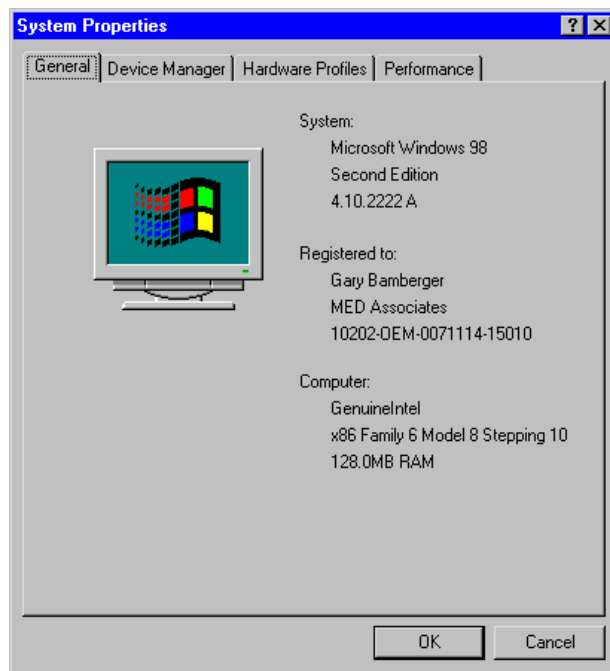 System Properties
General
Device Manager
Hardware Profiles
Performance
System:
Microsoft Windows 98
Second Edition
4.10.2222 A
Registered to:
Gary Bamberger
MED Associates
10202-OEM-0071114-15010
Computer:
GenuineIntel
x86 Family 6 Model 8 Stepping 10
128.0MB RAM
OK
Cancel